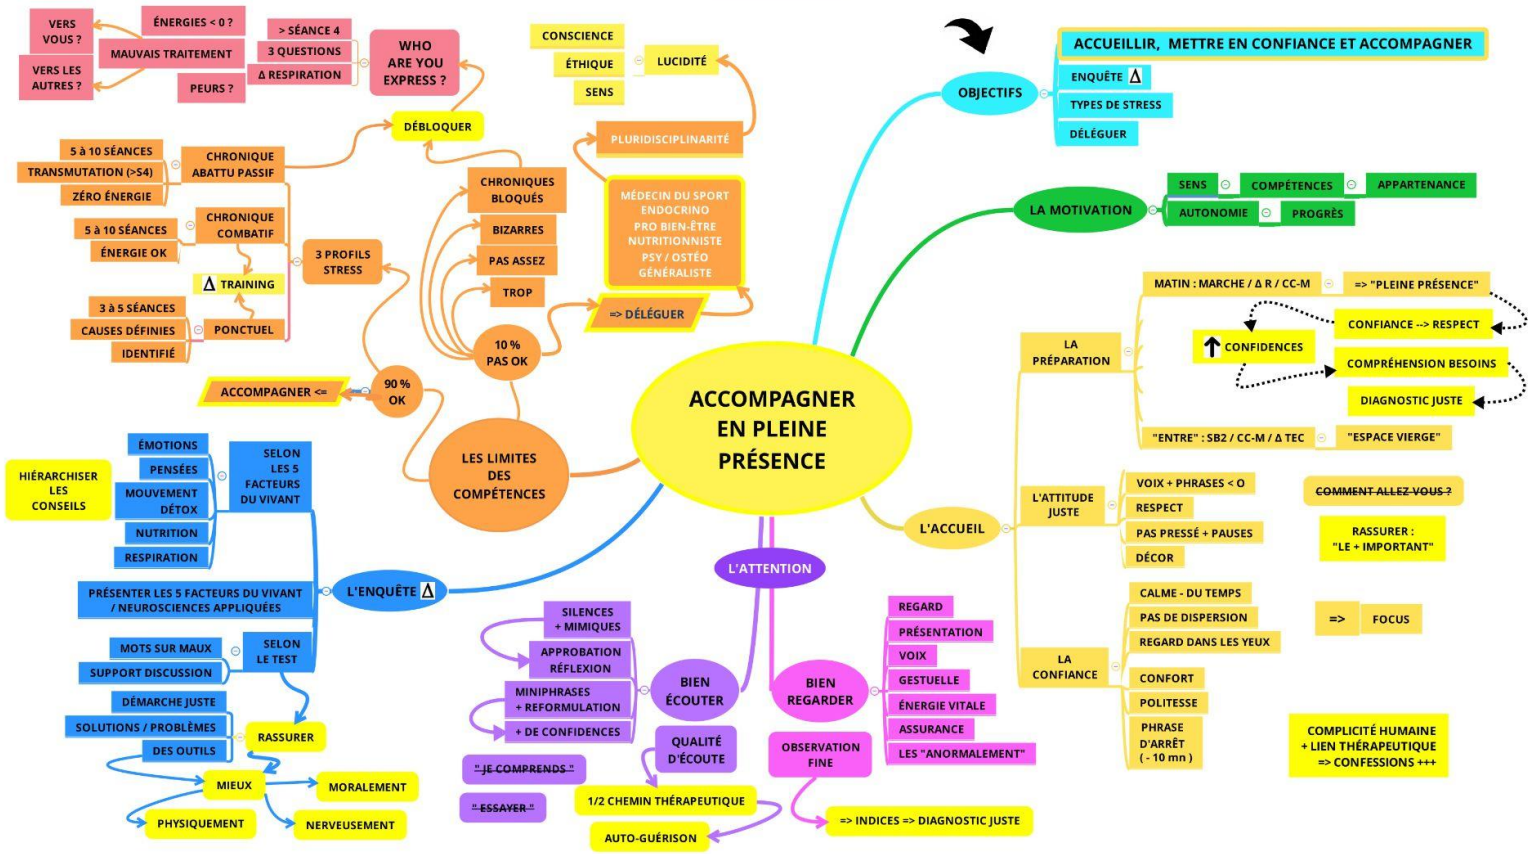 ACCOMPAGNER
EN PLEINE
PRÉSENCE
OBJECTIFS
ACCUEILLIR, METTRE EN CONFIANCE ET ACCOMPAGNER
ENQUÊTE Δ
TYPES DE STRESS
DÉLÉGUER
LA MOTIVATION
SENS
COMPÉTENCES
APPARTENANCE
AUTONOMIE
PROGRÈS
L'ACCUEIL
LA
PRÉPARATION
MATIN : MARCHE / Δ R / CC-M
=> "PLEINE PRÉSENCE"
CONFIANCE --> RESPECT
CONFIDENCES
COMPRÉHENSION BESOINS
DIAGNOSTIC JUSTE
"ENTRE" : SB2 / CC-M / Δ TEC
"ESPACE VIERGE"
L'ATTITUDE
JUSTE
VOIX + PHRASES < O
RESPECT
PAS PRESSÉ + PAUSES
DÉCOR
COMMENT ALLEZ VOUS ?
RASSURER :
"LE + IMPORTANT"
LA
CONFIANCE
CALME - DU TEMPS
PAS DE DISPERSION
REGARD DANS LES YEUX
CONFORT
POLITESSE
PHRASE
D'ARRÊT
( - 10 mn )
=>
FOCUS
COMPLICITÉ HUMAINE
+ LIEN THÉRAPEUTIQUE
=> CONFESSIONS +++
L'ATTENTION
BIEN
REGARDER
REGARD
PRÉSENTATION
VOIX
GESTUELLE
ÉNERGIE VITALE
ASSURANCE
LES "ANORMALEMENT"
OBSERVATION
FINE
=> INDICES => DIAGNOSTIC JUSTE
BIEN
ÉCOUTER
SILENCES
+ MIMIQUES
APPROBATION
RÉFLEXION
MINIPHRASES
+ REFORMULATION
+ DE CONFIDENCES
QUALITÉ
D'ÉCOUTE
" JE COMPRENDS "
" ESSAYER "
1/2 CHEMIN THÉRAPEUTIQUE
AUTO-GUÉRISON
L'ENQUÊTE Δ
SELON
LES 5
FACTEURS
DU VIVANT
ÉMOTIONS
PENSÉES
MOUVEMENT
DÉTOX
NUTRITION
RESPIRATION
HIÉRARCHISER
LES
CONSEILS
PRÉSENTER LES 5 FACTEURS DU VIVANT
/ NEUROSCIENCES APPLIQUÉES
SELON
LE TEST
MOTS SUR MAUX
SUPPORT DISCUSSION
RASSURER
DÉMARCHE JUSTE
SOLUTIONS / PROBLÈMES
DES OUTILS
MIEUX
MORALEMENT
PHYSIQUEMENT
NERVEUSEMENT
LES LIMITES
DES
COMPÉTENCES
90 %
OK
ACCOMPAGNER <=
3 PROFILS
STRESS
CHRONIQUE
ABATTU PASSIF
5 à 10 SÉANCES
TRANSMUTATION (>S4)
ZÉRO ÉNERGIE
CHRONIQUE
COMBATIF
5 à 10 SÉANCES
ÉNERGIE OK
Δ TRAINING
PONCTUEL
3 à 5 SÉANCES
CAUSES DÉFINIES
IDENTIFIÉ
10 %
PAS OK
CHRONIQUES
BLOQUÉS
BIZARRES
PAS ASSEZ
TROP
=> DÉLÉGUER
MÉDECIN DU SPORT
ENDOCRINO
PRO BIEN-ÊTRE
NUTRITIONNISTE
PSY / OSTÉO
GÉNÉRALISTE
PLURIDISCIPLINARITÉ
LUCIDITÉ
CONSCIENCE
ÉTHIQUE
SENS
DÉBLOQUER
WHO
ARE YOU
EXPRESS ?
> SÉANCE 4
3 QUESTIONS
Δ RESPIRATION
ÉNERGIES < 0 ?
MAUVAIS TRAITEMENT
PEURS ?
VERS
VOUS ?
VERS LES
AUTRES ?